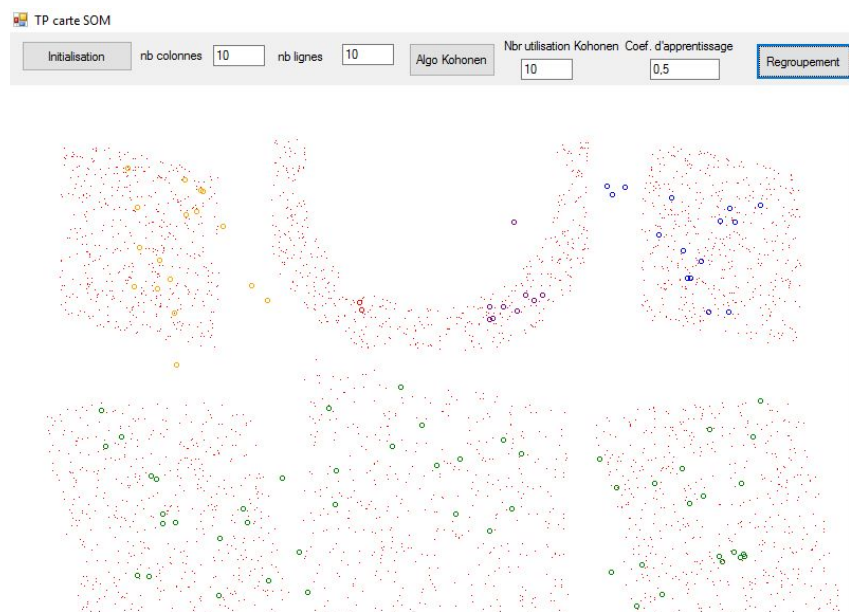 TP carte SOM
Nbr utilisation Kohonen Coef. d'apprentissage
Initialisation nb colonnes 10 nb lignes 10 Algo Kohonen 10 0,5 Regroupement